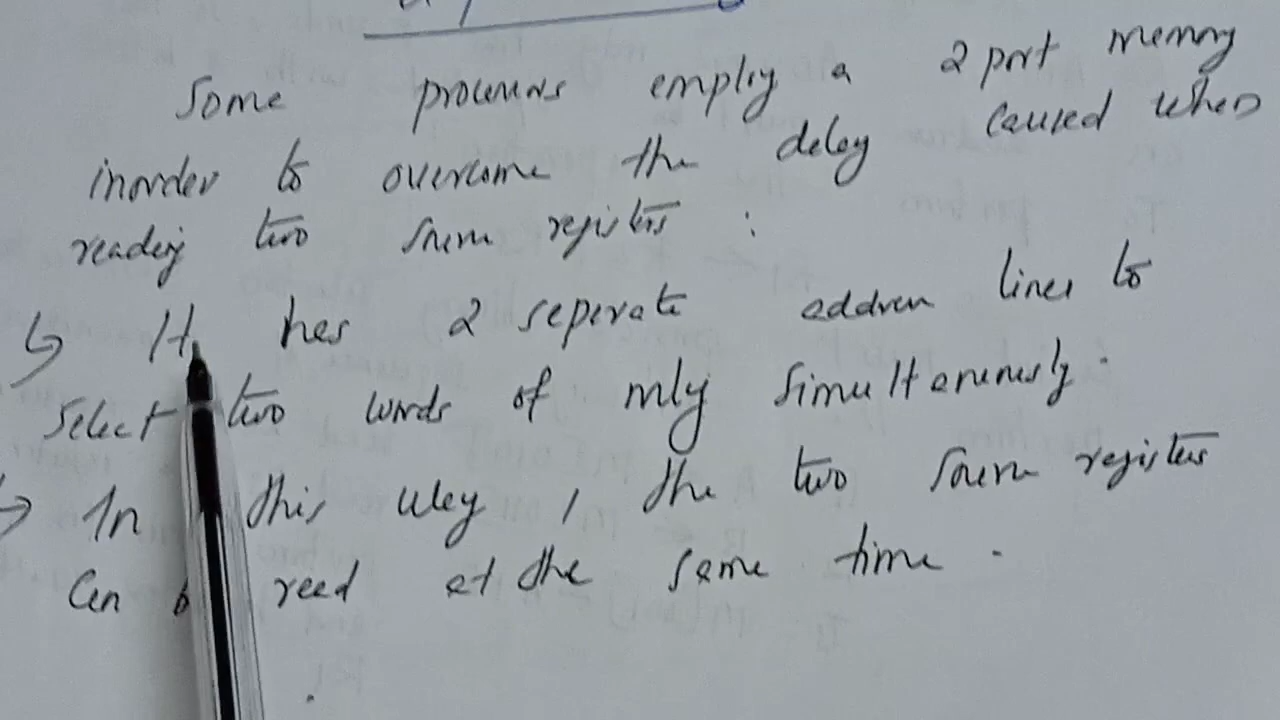 Some processors employ a 2 port memory
inorder to overcome the delay caused when
reading two source registers :
↳ It has 2 seperate address lines to
select two words of m/y simultaneously.
→ In this way, the two source registers
Can read at the same time.